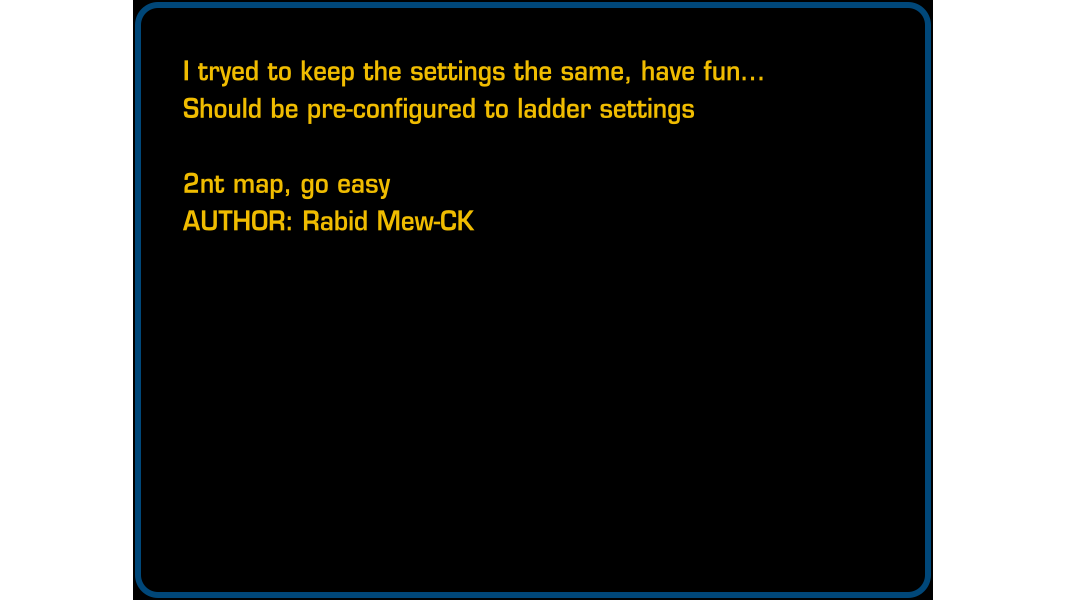 I tryed to keep the settings the same, have fun...
Should be pre-configured to ladder settings
2nt map, go easy
AUTHOR: Rabid Mew-CK